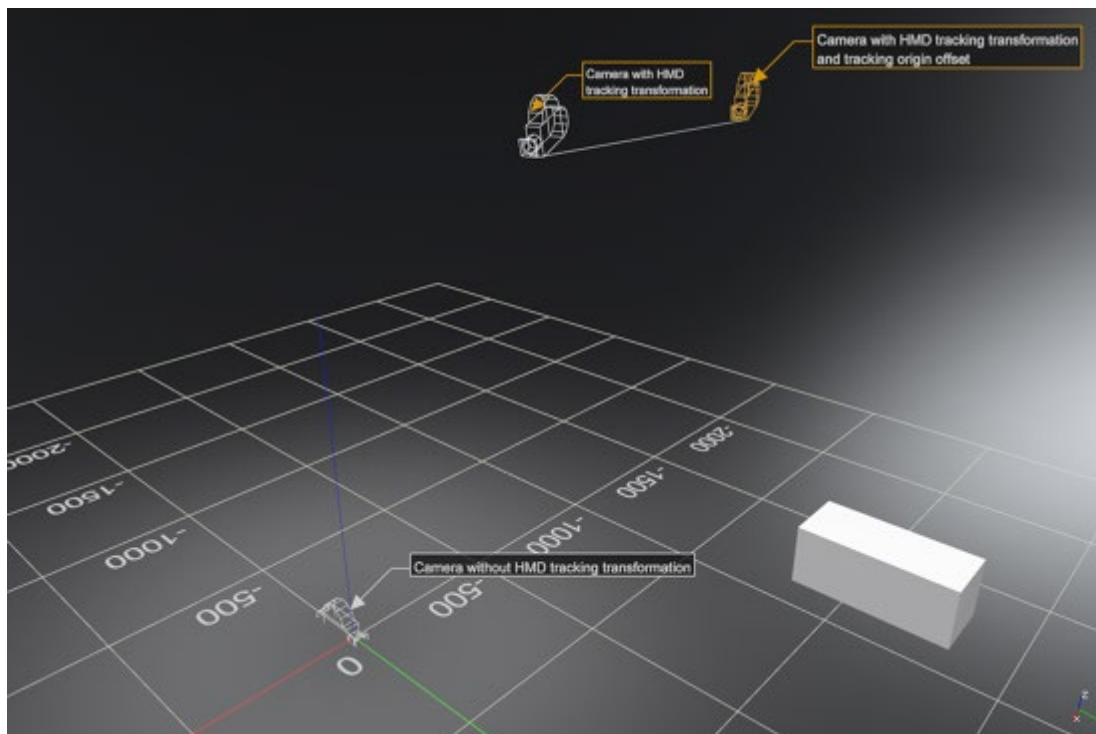 Camera with HMD tracking transformation
and tracking origin offset
Camera with HMD
tracking transformation
-2000
-1500
-1000
-500
-2000
-1500
-1000
-500
Camera without HMD tracking transformation
0
Z
X